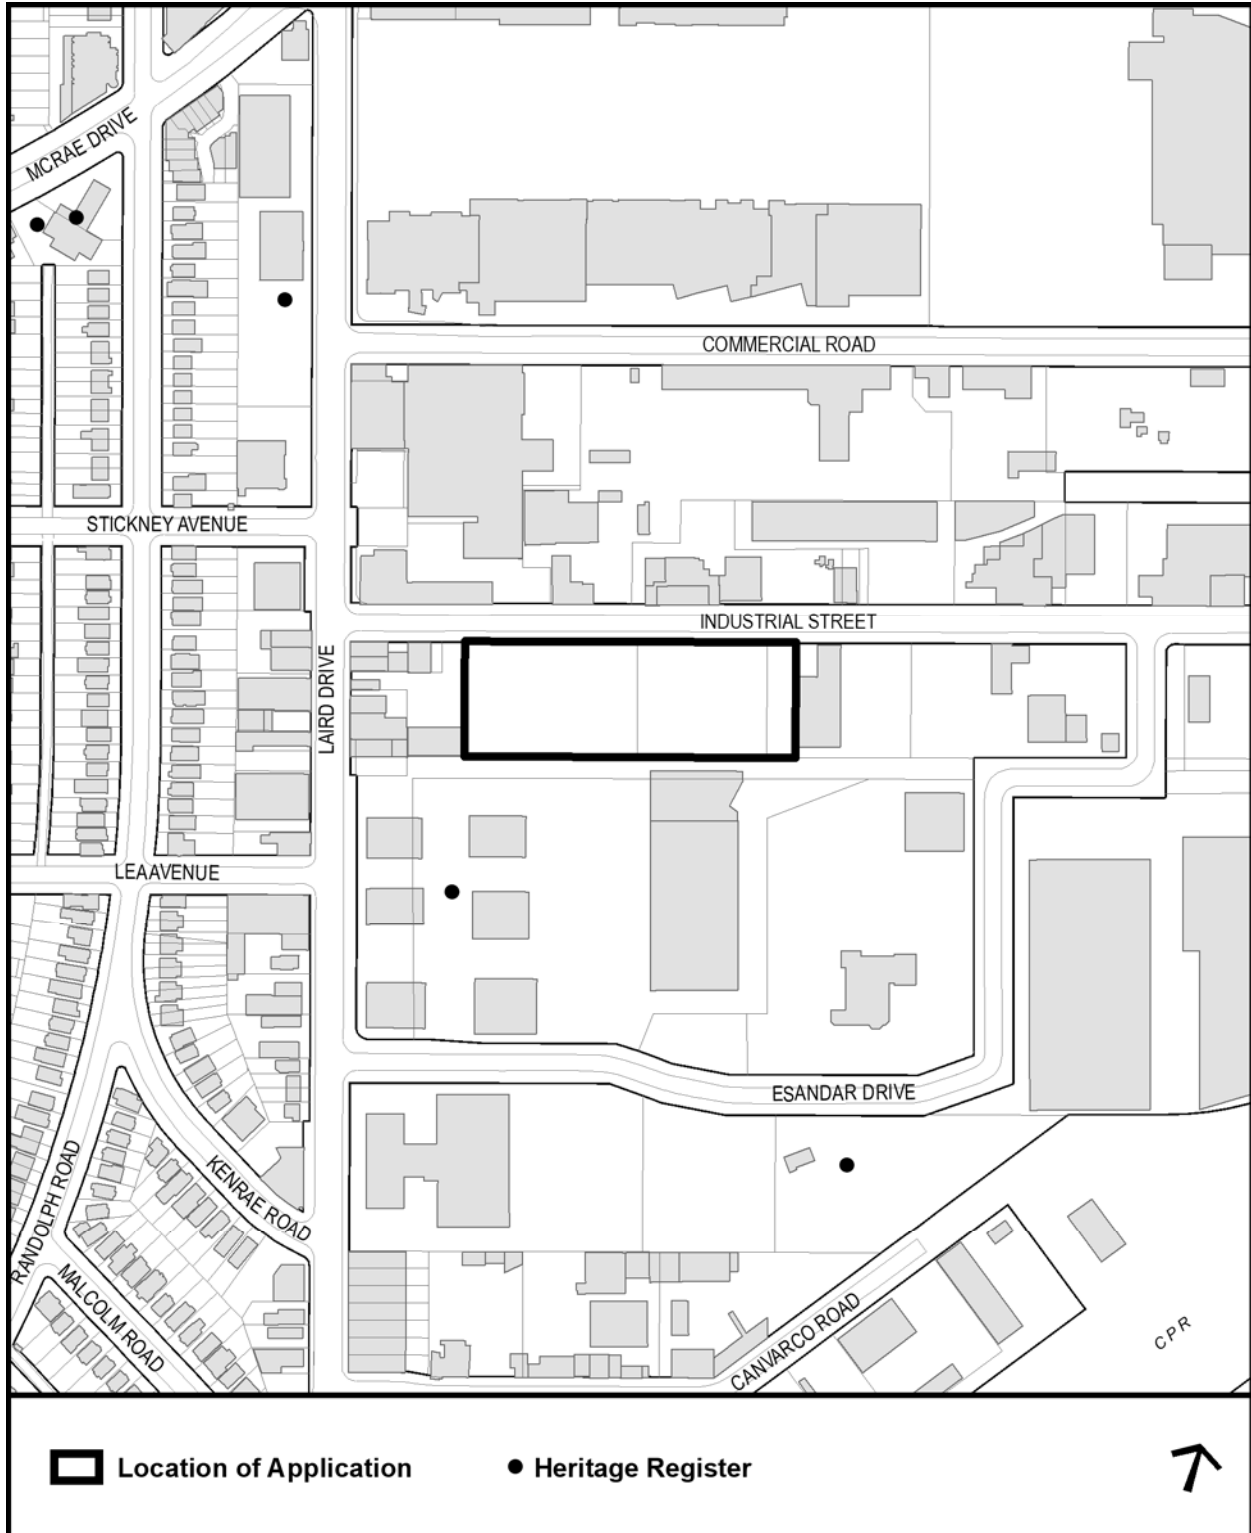 MCRAE DRIVE
COMMERCIAL ROAD
STICKNEY AVENUE
INDUSTRIAL STREET
LAIRD DRIVE
LEA AVENUE
ESANDAR DRIVE
RANDOLPH ROAD
KENRAE ROAD
MALCOLM ROAD
CANVARCO ROAD
CPR
Location of Application
Heritage Register